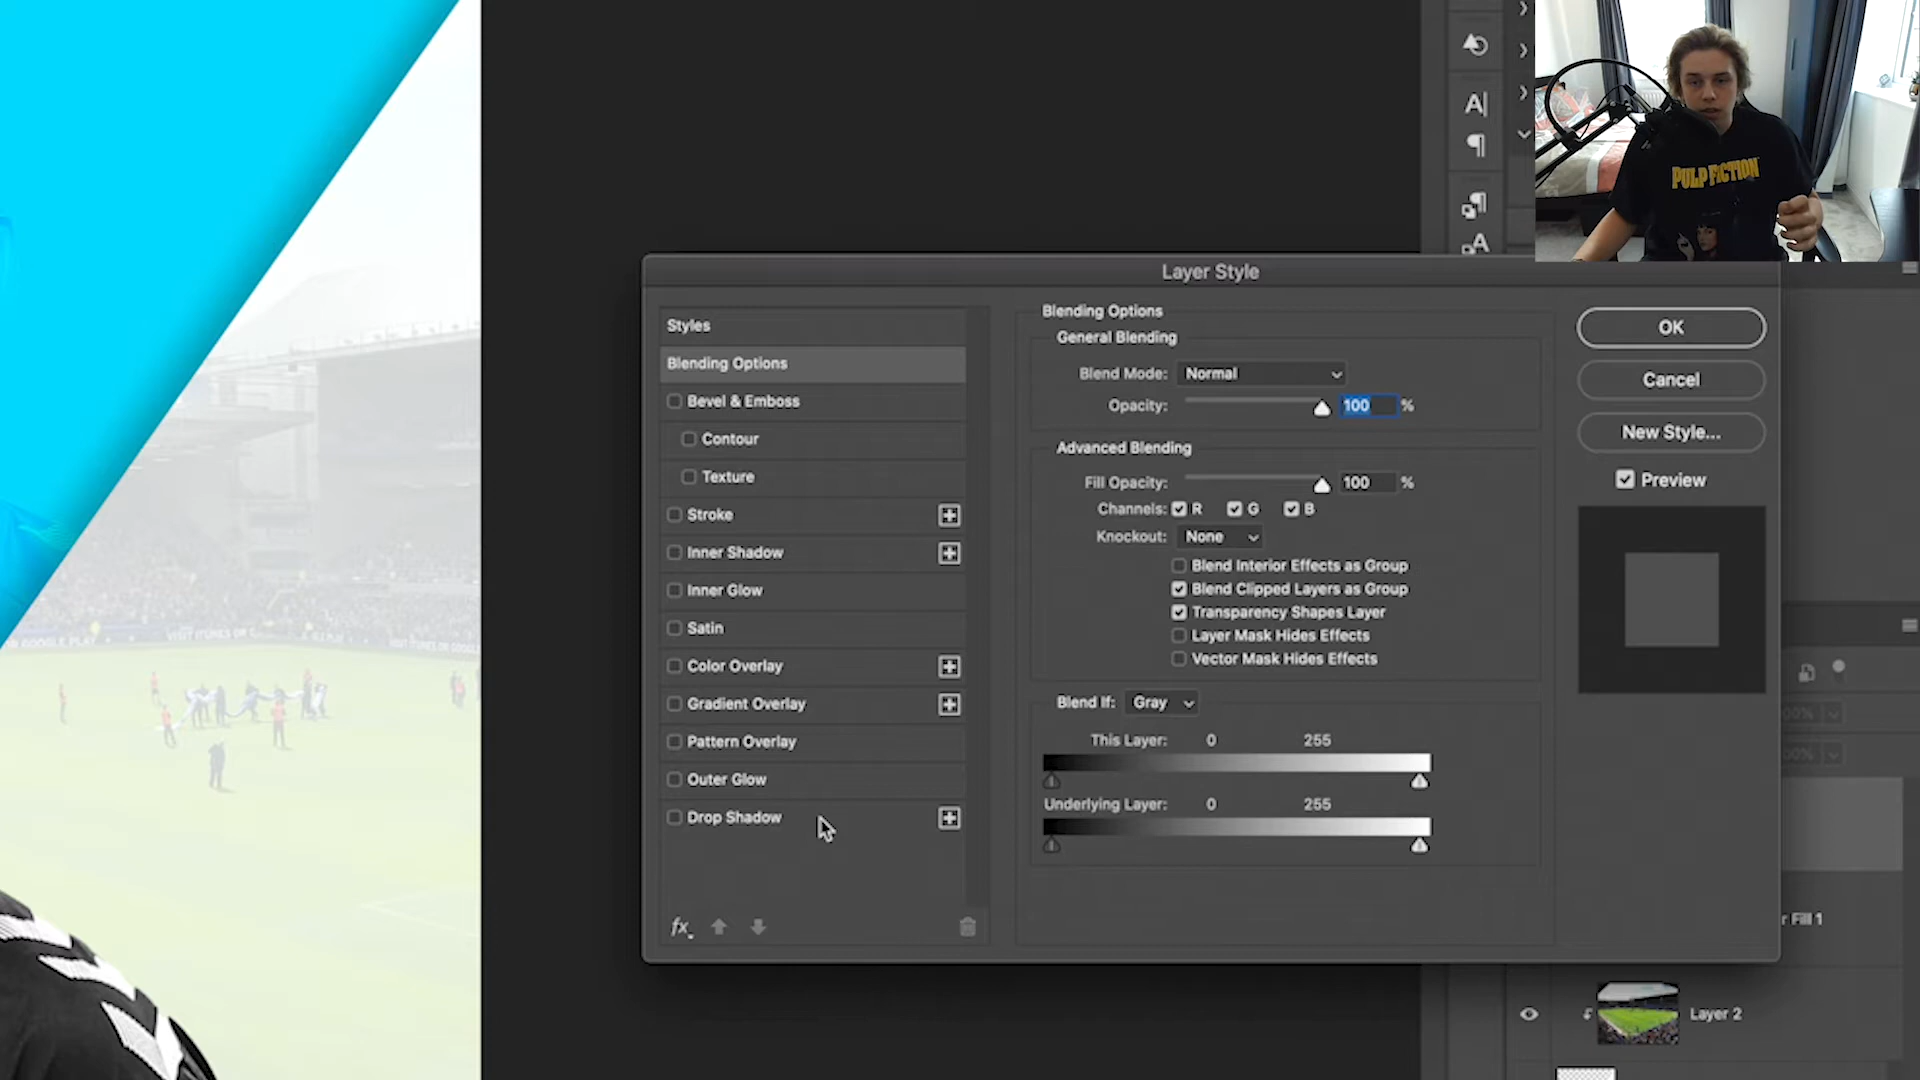 PULP FICTION
Layer Style
Styles
Blending Options
Bevel & Emboss
Contour
Texture
Stroke
Inner Shadow
Inner Glow
Satin
Color Overlay
Gradient Overlay
Pattern Overlay
Outer Glow
Drop Shadow
fx
Blending Options
General Blending
Blend Mode: Normal
Opacity: 100 %
Advanced Blending
Fill Opacity: 100 %
Channels: R G B
Knockout: None
Blend Interior Effects as Group
Blend Clipped Layers as Group
Transparency Shapes Layer
Layer Mask Hides Effects
Vector Mask Hides Effects
Blend If: Gray
This Layer: 0 255
Underlying Layer: 0 255
OK
Cancel
New Style...
Preview
Fill 1
Layer 2